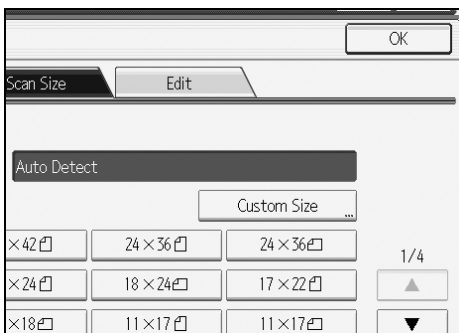 OK
Scan Size Edit
Auto Detect
Custom Size ...
×42 24×36 24×36
1/4
×24 18×24 17×22
×18 11×17 11×17